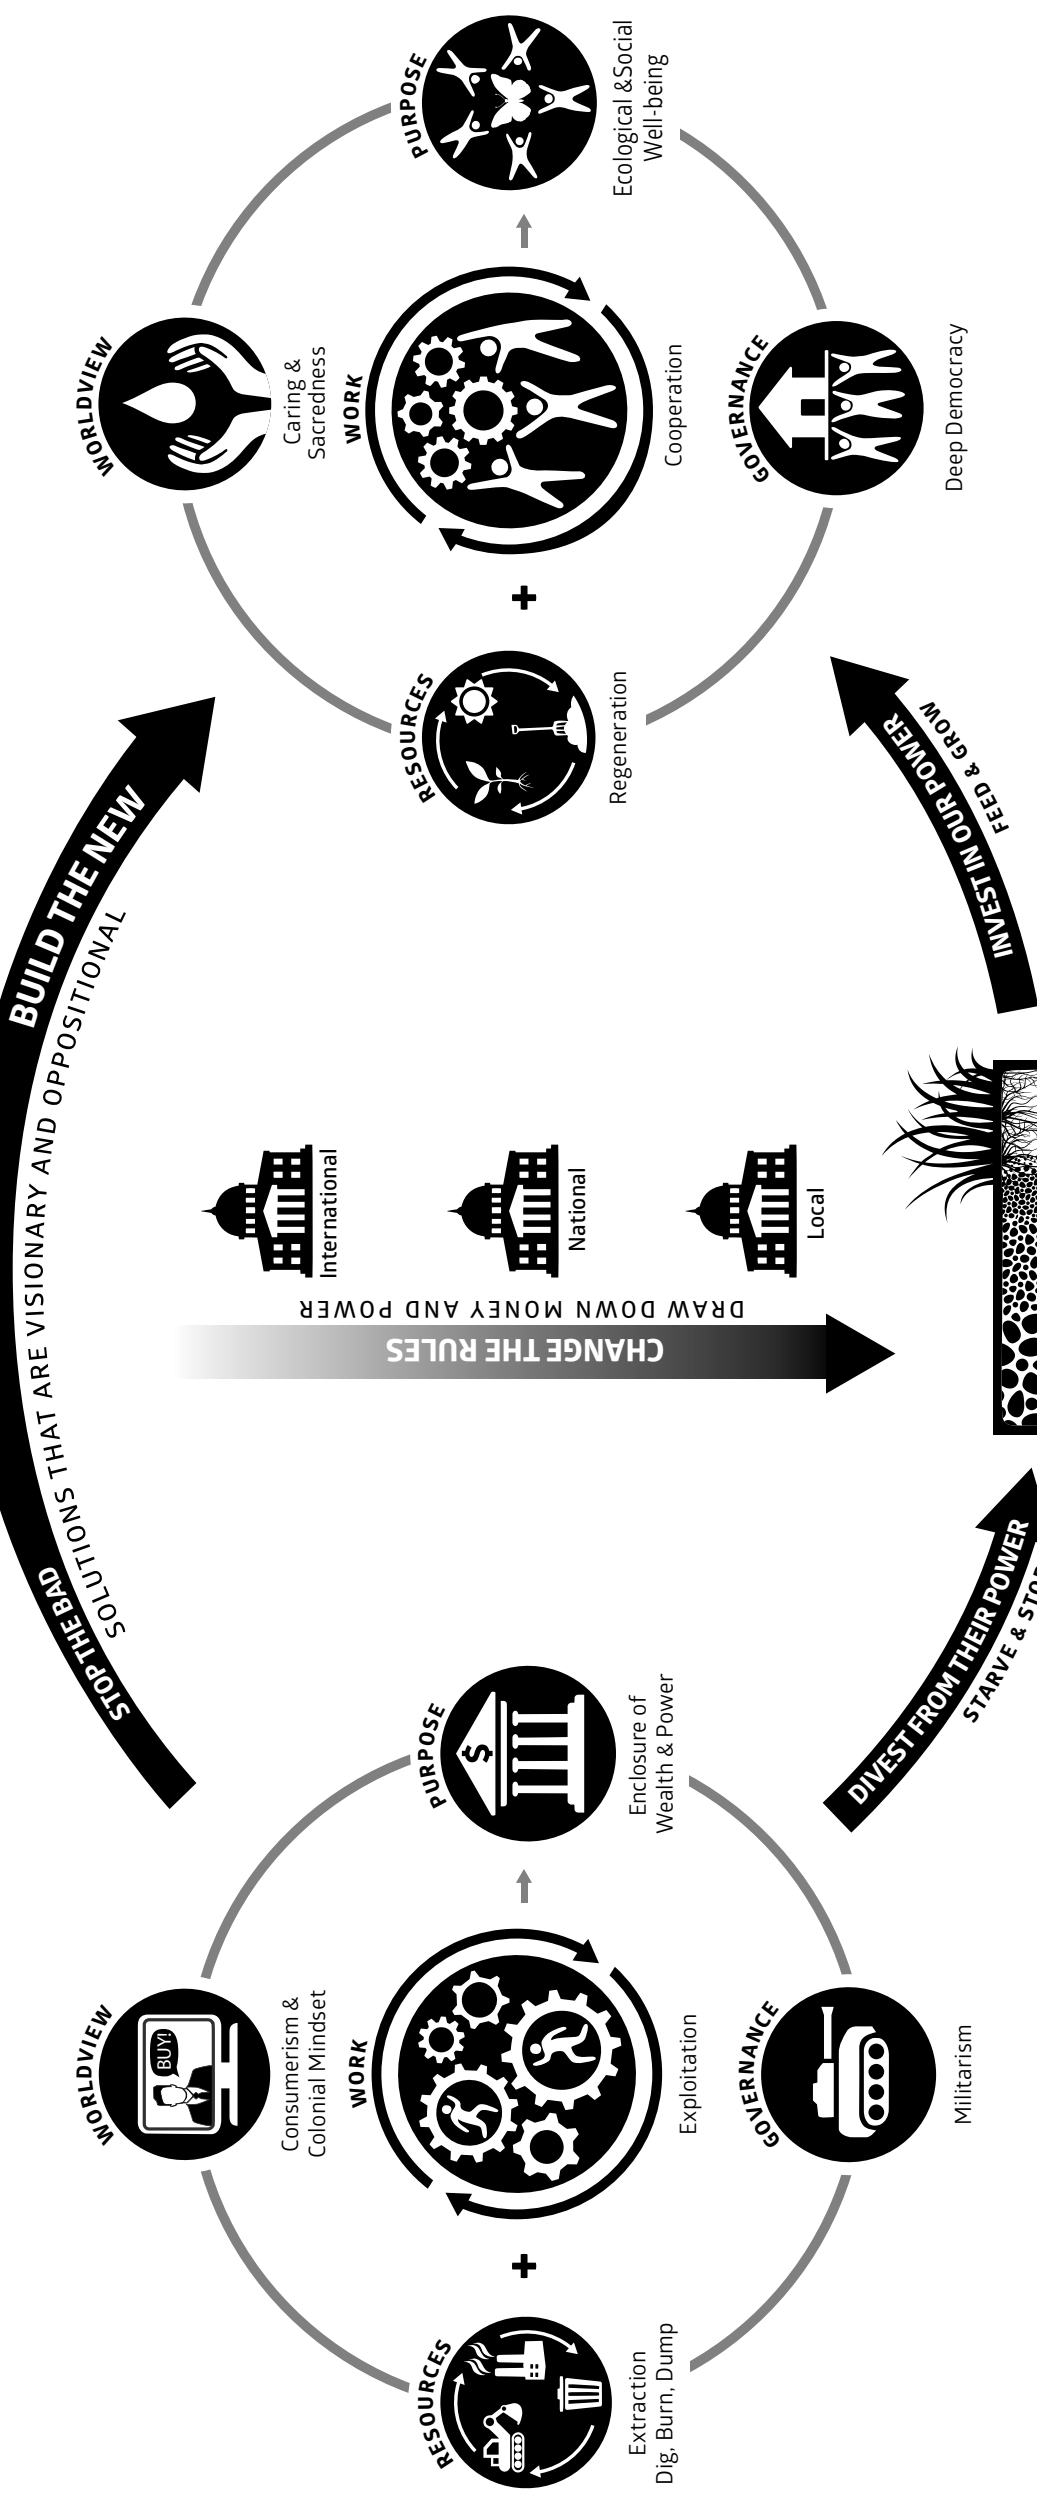 STOP THE BAD
BUILD THE NEW
SOLUTIONS THAT ARE VISIONARY AND OPPOSITIONAL
WORLDVIEW
BUY!
Consumerism &
Colonial Mindset
RESOURCES
Extraction
Dig, Burn, Dump
+
WORK
Exploitation
PURPOSE
$
Enclosure of
Wealth & Power
GOVERNANCE
Militarism
CHANGE THE RULES
DRAW DOWN MONEY AND POWER
International
National
Local
DIVEST FROM THEIR POWER
STARVE & STOP
INVEST IN OUR POWER
FEED & GROW
WORLDVIEW
Caring &
Sacredness
RESOURCES
Regeneration
+
WORK
Cooperation
PURPOSE
Ecological &Social
Well-being
GOVERNANCE
Deep Democracy